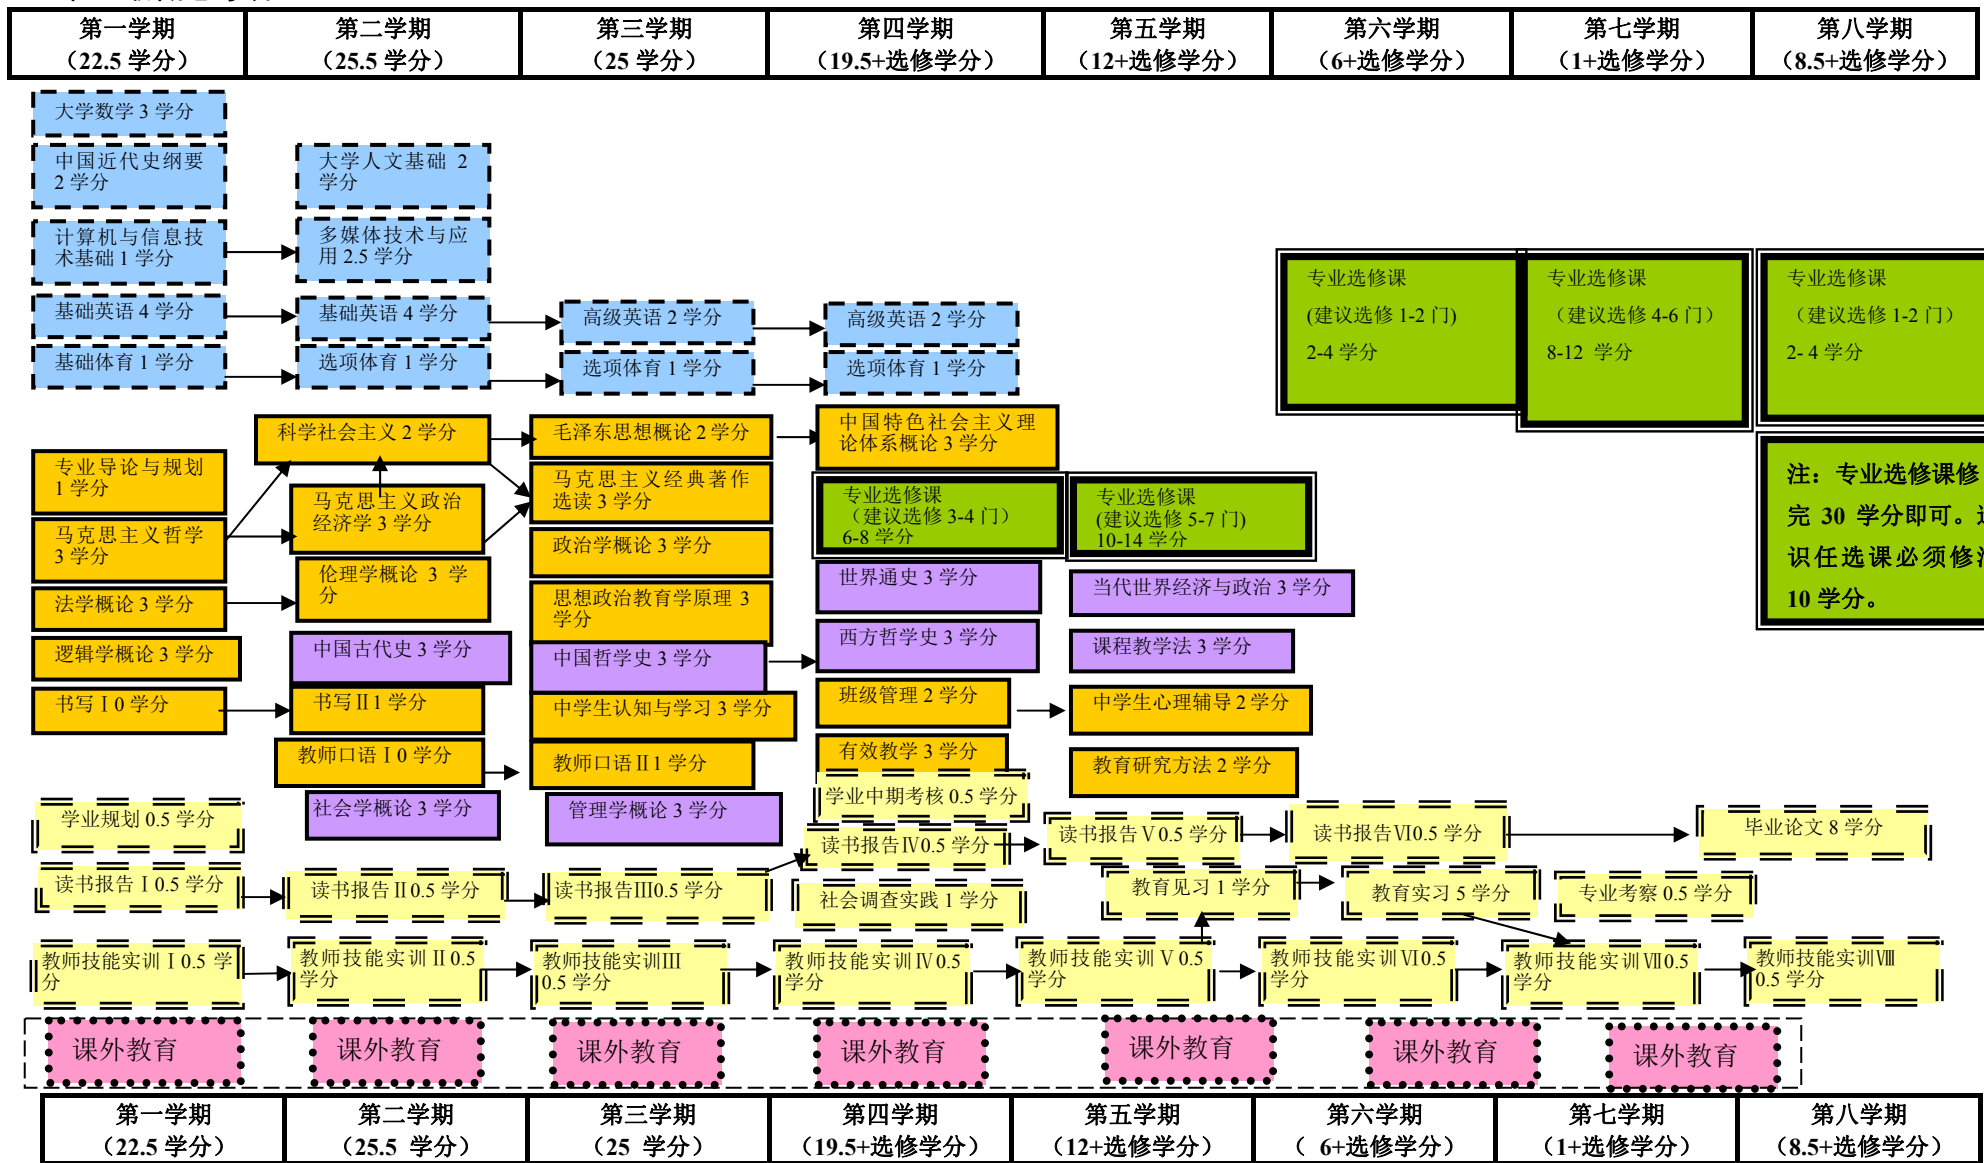 第一学期
（22.5 学分）
第二学期
（25.5 学分）
第三学期
（25 学分）
第四学期
（19.5+选修学分）
第五学期
（12+选修学分）
第六学期
（6+选修学分）
第七学期
（1+选修学分）
第八学期
（8.5+选修学分）
大学数学 3 学分
中国近代史纲要
2 学分
大学人文基础 2
学分
计算机与信息技
术基础 1 学分
多媒体技术与应
用 2.5 学分
基础英语 4 学分
基础英语 4 学分
高级英语 2 学分
高级英语 2 学分
基础体育 1 学分
选项体育 1 学分
选项体育 1 学分
选项体育 1 学分
专业选修课
(建议选修 1-2 门)
2-4 学分
专业选修课
（建议选修 4-6 门）
8-12 学分
专业选修课
（建议选修 1-2 门）
2- 4 学分
科学社会主义 2 学分
毛泽东思想概论 2 学分
中国特色社会主义理
论体系概论 3 学分
专业导论与规划
1 学分
马克思主义政治
经济学 3 学分
马克思主义经典著作
选读 3 学分
专业选修课
（建议选修 3-4 门）
6-8 学分
专业选修课
(建议选修 5-7 门)
10-14 学分
注：专业选修课修
完 30 学分即可。
识任选课必须修
10 学分。
马克思主义哲学
3 学分
政治学概论 3 学分
伦理学概论 3 学
分
法学概论 3 学分
思想政治教育学原理 3
学分
世界通史 3 学分
当代世界经济与政治 3 学分
逻辑学概论 3 学分
中国古代史 3 学分
中国哲学史 3 学分
西方哲学史 3 学分
课程教学法 3 学分
书写Ⅰ0 学分
书写Ⅱ1 学分
中学生认知与学习 3 学分
班级管理 2 学分
中学生心理辅导 2 学分
教师口语Ⅰ0 学分
教师口语Ⅱ1 学分
有效教学 3 学分
教育研究方法 2 学分
学业规划 0.5 学分
社会学概论 3 学分
管理学概论 3 学分
学业中期考核 0.5 学分
读书报告Ⅳ0.5 学分
读书报告Ⅴ0.5 学分
读书报告Ⅵ0.5 学分
毕业论文 8 学分
读书报告Ⅰ0.5 学分
读书报告Ⅱ0.5 学分
读书报告Ⅲ0.5 学分
社会调查实践 1 学分
教育见习 1 学分
教育实习 5 学分
专业考察 0.5 学分
教师技能实训Ⅰ0.5 学
分
教师技能实训Ⅱ0.5
学分
教师技能实训Ⅲ
0.5 学分
教师技能实训Ⅳ0.5
学分
教师技能实训Ⅴ0.5
学分
教师技能实训Ⅵ0.5
学分
教师技能实训Ⅶ0.5
学分
教师技能实训Ⅷ
0.5 学分
课外教育
课外教育
课外教育
课外教育
课外教育
课外教育
课外教育
第一学期
（22.5 学分）
第二学期
（25.5 学分）
第三学期
（25 学分）
第四学期
（19.5+选修学分）
第五学期
（12+选修学分）
第六学期
（ 6+选修学分）
第七学期
（1+选修学分）
第八学期
（8.5+选修学分）